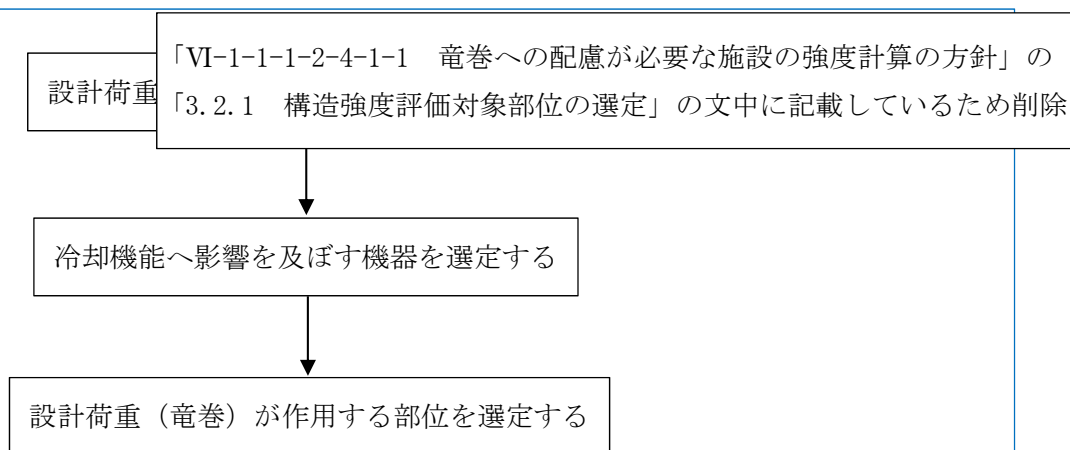 「Ⅵ-1-1-1-2-4-1-1　竜巻への配慮が必要な施設の強度計算の方針」の
設計荷重
「3.2.1　構造強度評価対象部位の選定」の文中に記載しているため削除
冷却機能へ影響を及ぼす機器を選定する
設計荷重（竜巻）が作用する部位を選定する